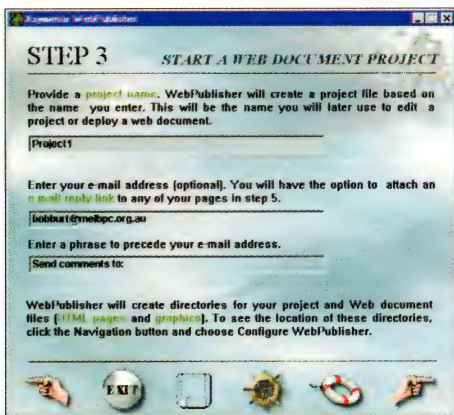 Asymetrix WebPublisher
STEP 3
START A WEB DOCUMENT PROJECT
Provide a project name. WebPublisher will create a project file based on
the name you enter. This will be the name you will later use to edit a
project or deploy a web document.
Project1
Enter your e-mail address (optional). You will have the option to attach an
e-mail reply link to any of your pages in step 5.
bobburt@melbpc.org.au
Enter a phrase to precede your e-mail address.
Send comments to:
WebPublisher will create directories for your project and Web document
files (HTML pages and graphics). To see the location of these directories,
click the Navigation button and choose Configure WebPublisher.
EXIT